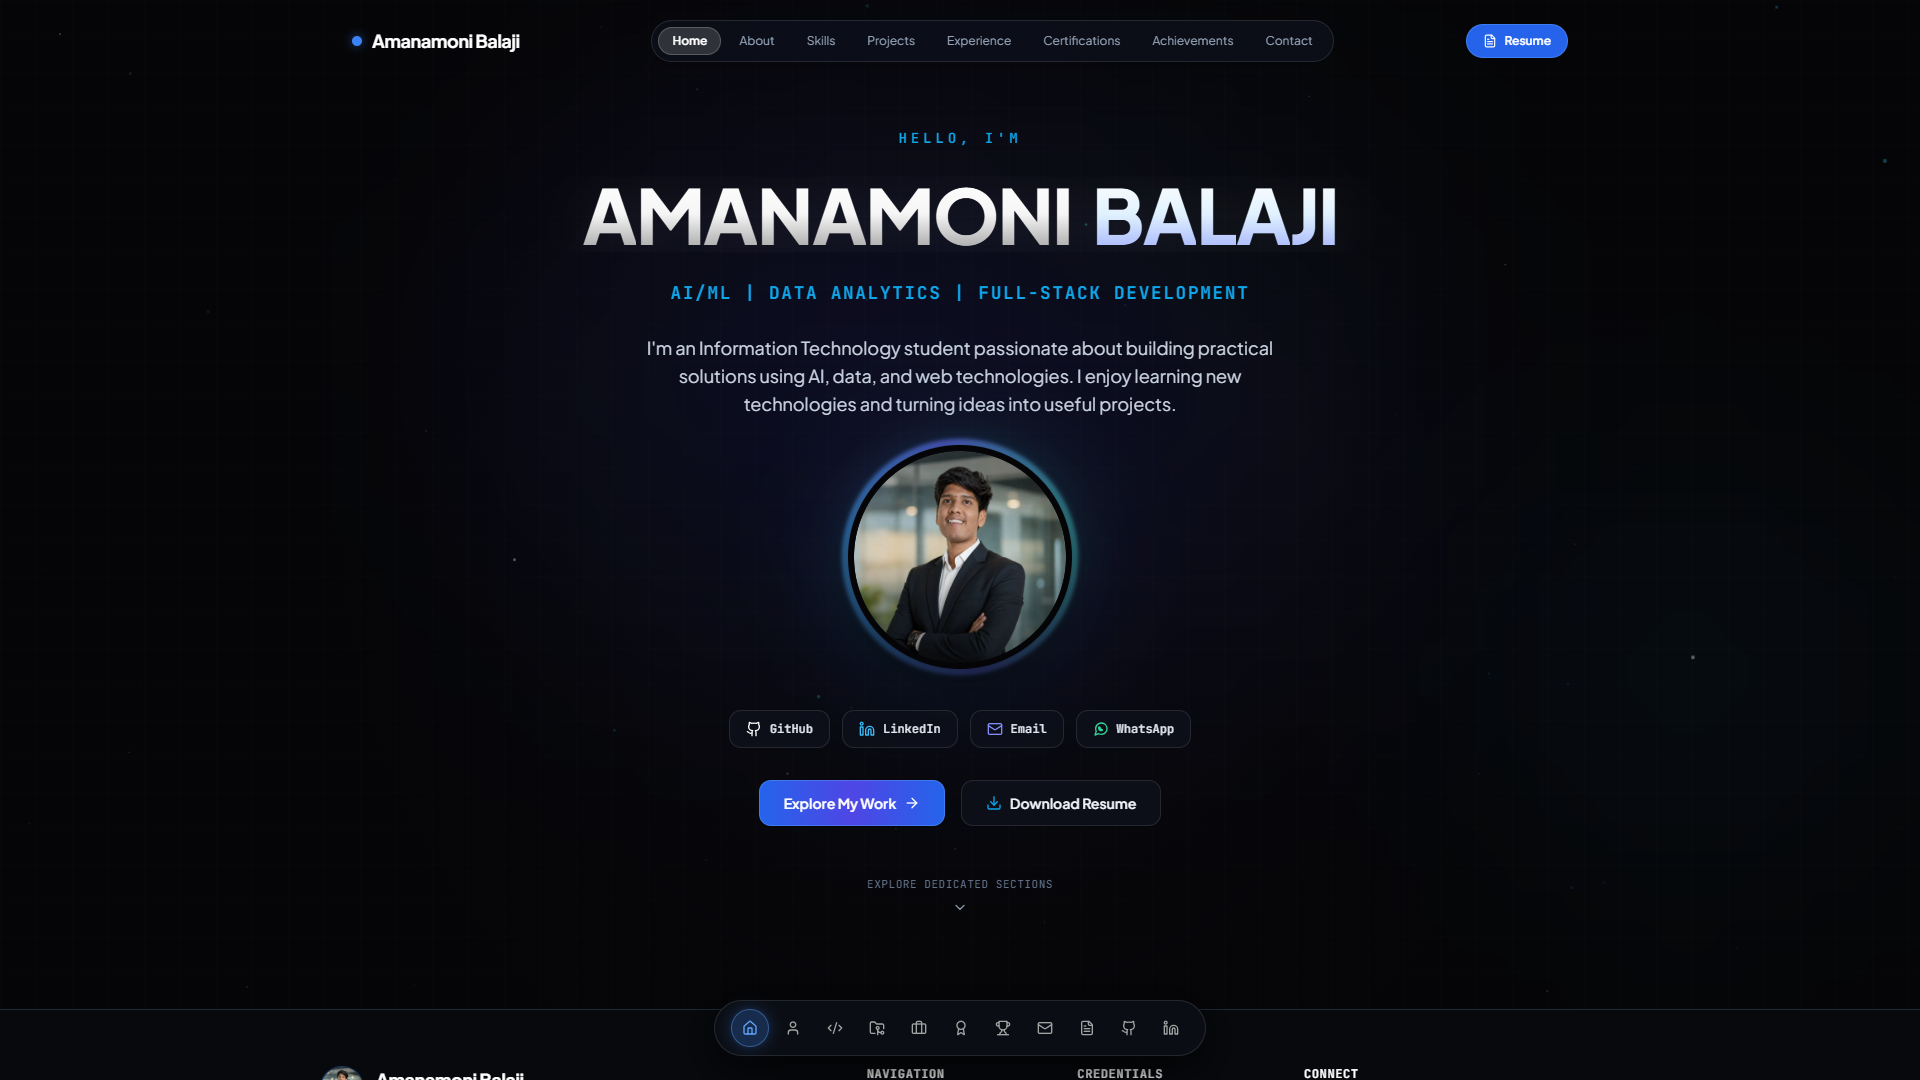 Amanamoni Balaji
Home About Skills Projects Experience Certifications Achievements Contact
Resume
HELLO, I'M
AMANAMONI BALAJI
AI/ML | DATA ANALYTICS | FULL-STACK DEVELOPMENT
I'm an Information Technology student passionate about building practical
solutions using AI, data, and web technologies. I enjoy learning new
technologies and turning ideas into useful projects.
GitHub LinkedIn Email WhatsApp
Explore My Work Download Resume
EXPLORE DEDICATED SECTIONS
Amanamoni Balaji
NAVIGATION CREDENTIALS CONNECT